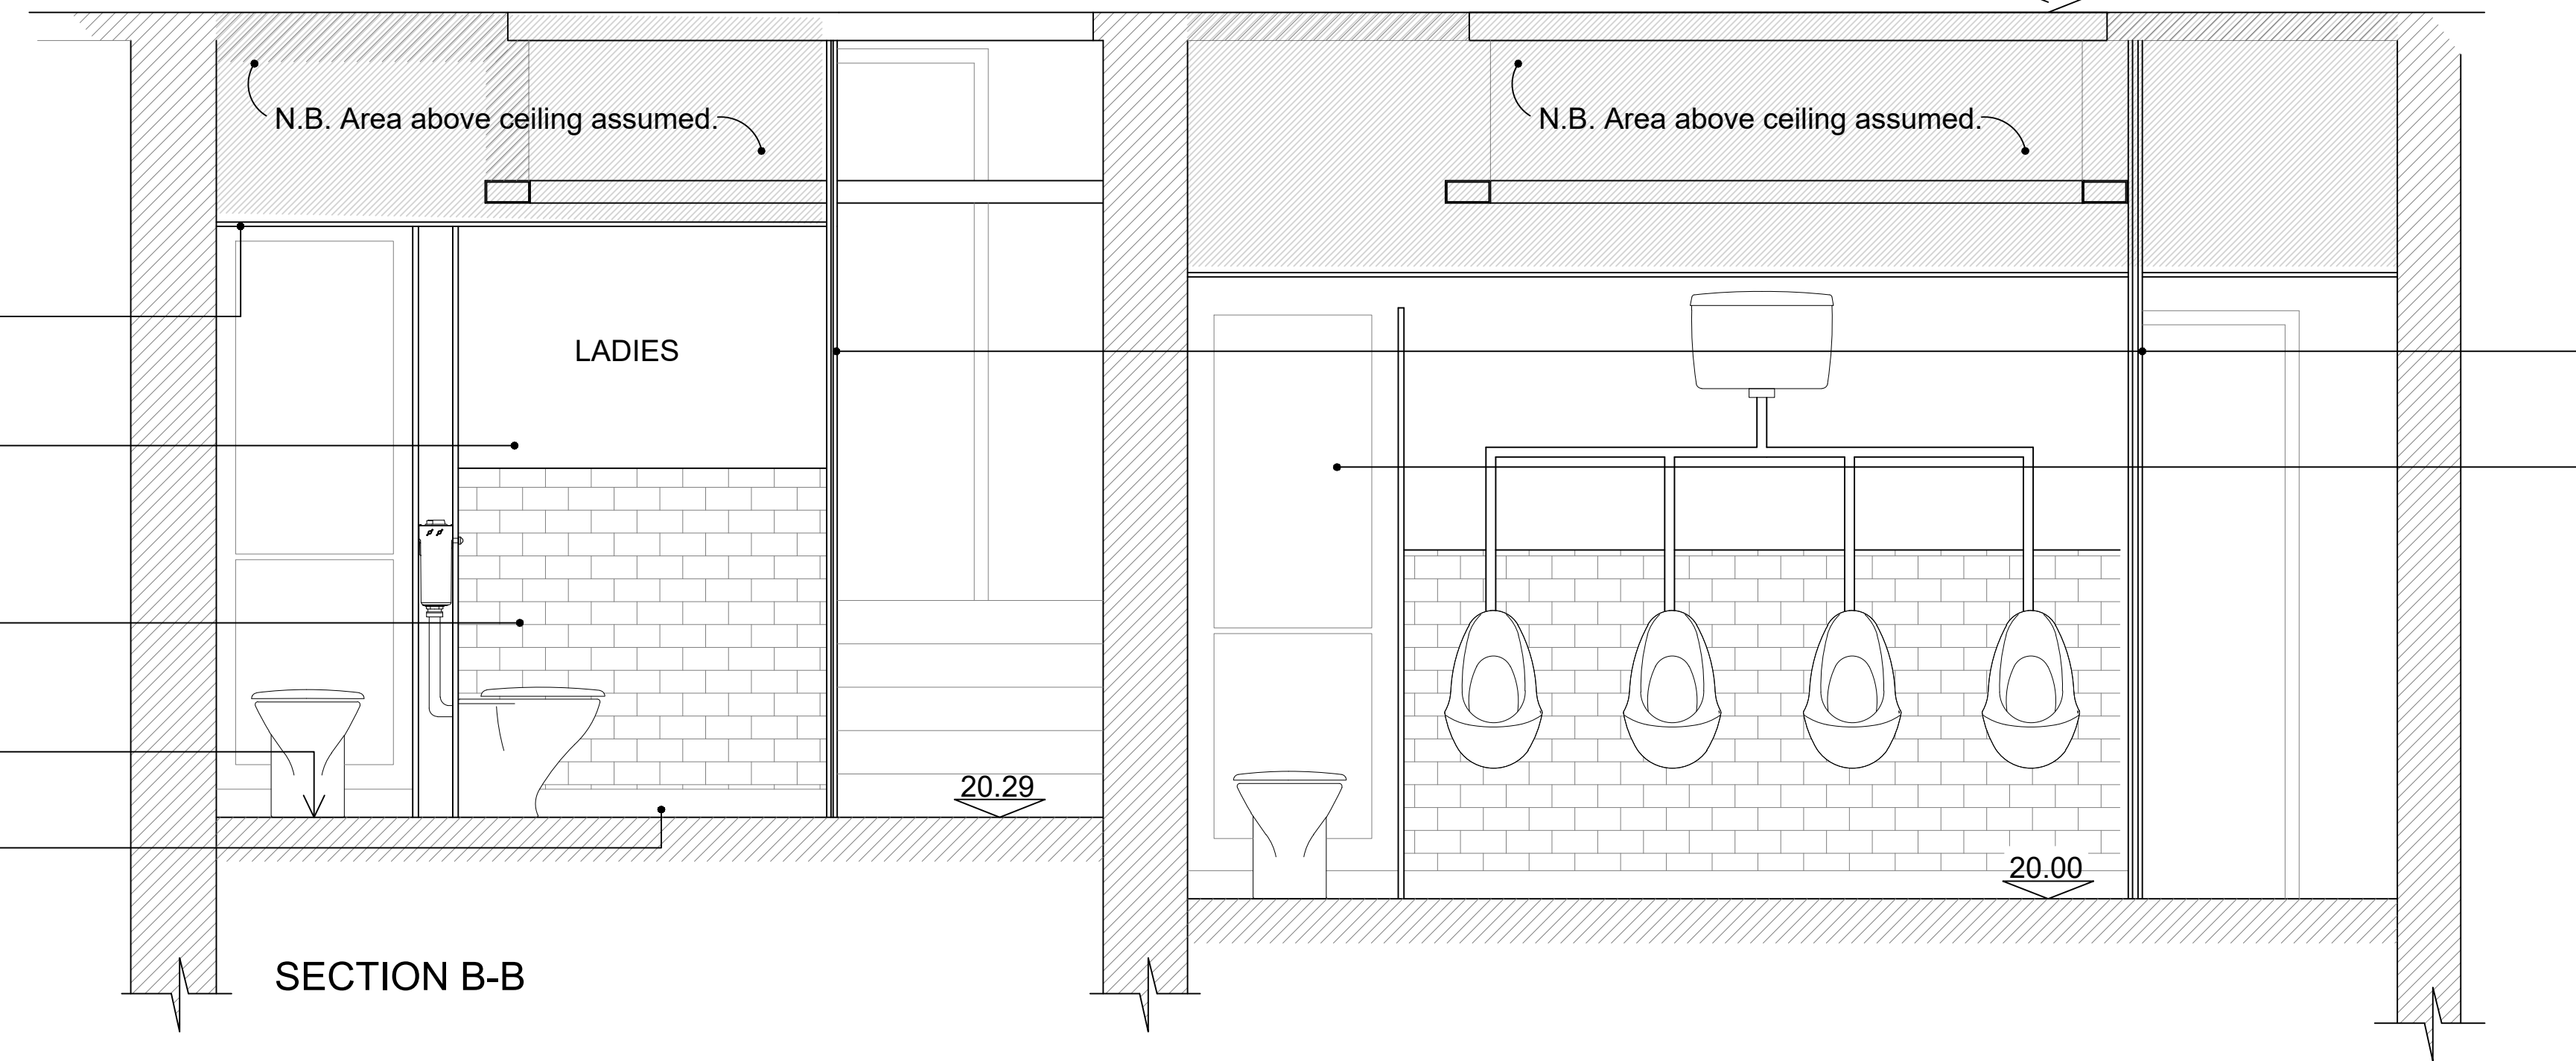 N.B. Area above ceiling assumed.
N.B. Area above ceiling assumed.
LADIES
20.29
20.00
SECTION B-B